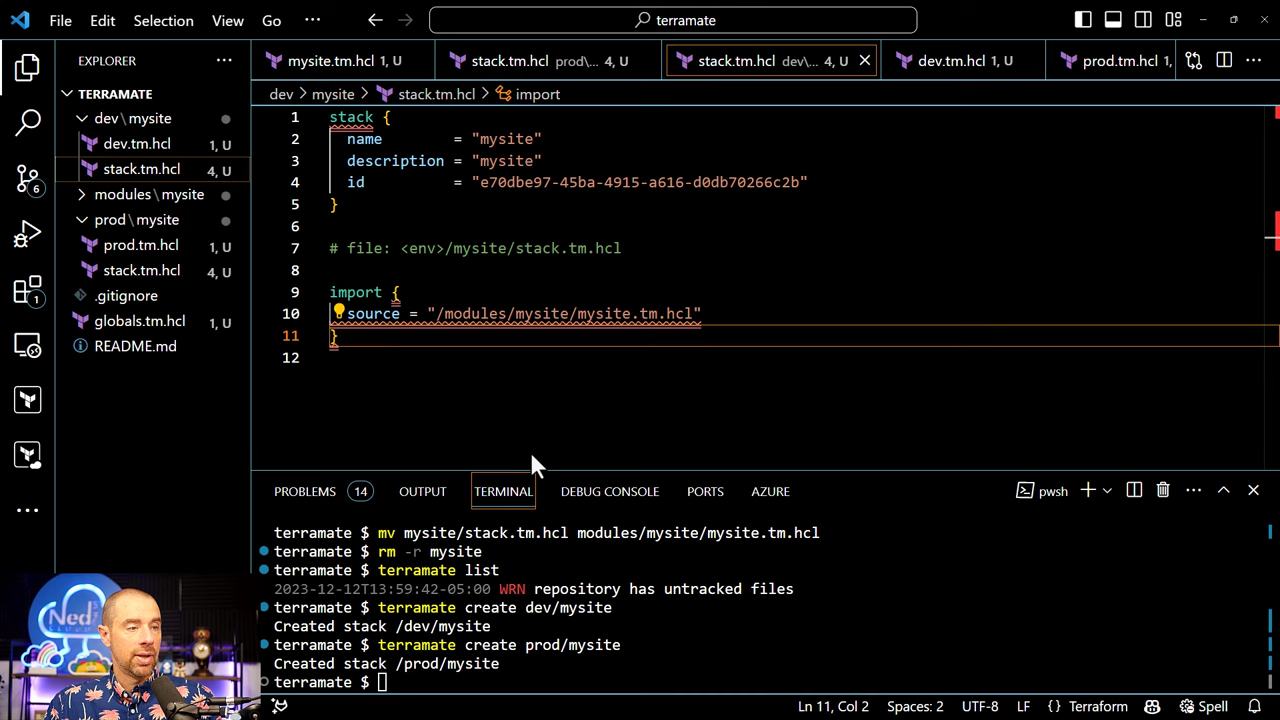 File Edit Selection View Go ··· terramate
EXPLORER ···
TERRAMATE
dev\mysite
dev.tm.hcl 1, U
stack.tm.hcl 4, U
modules\mysite
prod\mysite
prod.tm.hcl 1, U
stack.tm.hcl 4, U
.gitignore
globals.tm.hcl 1, U
README.md
6
1
mysite.tm.hcl 1, U stack.tm.hcl prod\... 4, U stack.tm.hcl dev\... 4, U dev.tm.hcl 1, U prod.tm.hcl 1,
dev > mysite > stack.tm.hcl > import
1 stack {
2 name = "mysite"
3 description = "mysite"
4 id = "e70dbe97-45ba-4915-a616-d0db70266c2b"
5 }
6
7 # file: <env>/mysite/stack.tm.hcl
8
9 import {
10 source = "/modules/mysite/mysite.tm.hcl"
11 }
12
PROBLEMS 14 OUTPUT TERMINAL DEBUG CONSOLE PORTS AZURE pwsh
terramate $ mv mysite/stack.tm.hcl modules/mysite/mysite.tm.hcl
terramate $ rm -r mysite
terramate $ terramate list
2023-12-12T13:59:42-05:00 WRN repository has untracked files
terramate $ terramate create dev/mysite
Created stack /dev/mysite
terramate $ terramate create prod/mysite
Created stack /prod/mysite
terramate $
Ned
Ln 11, Col 2 Spaces: 2 UTF-8 LF {} Terraform Spell